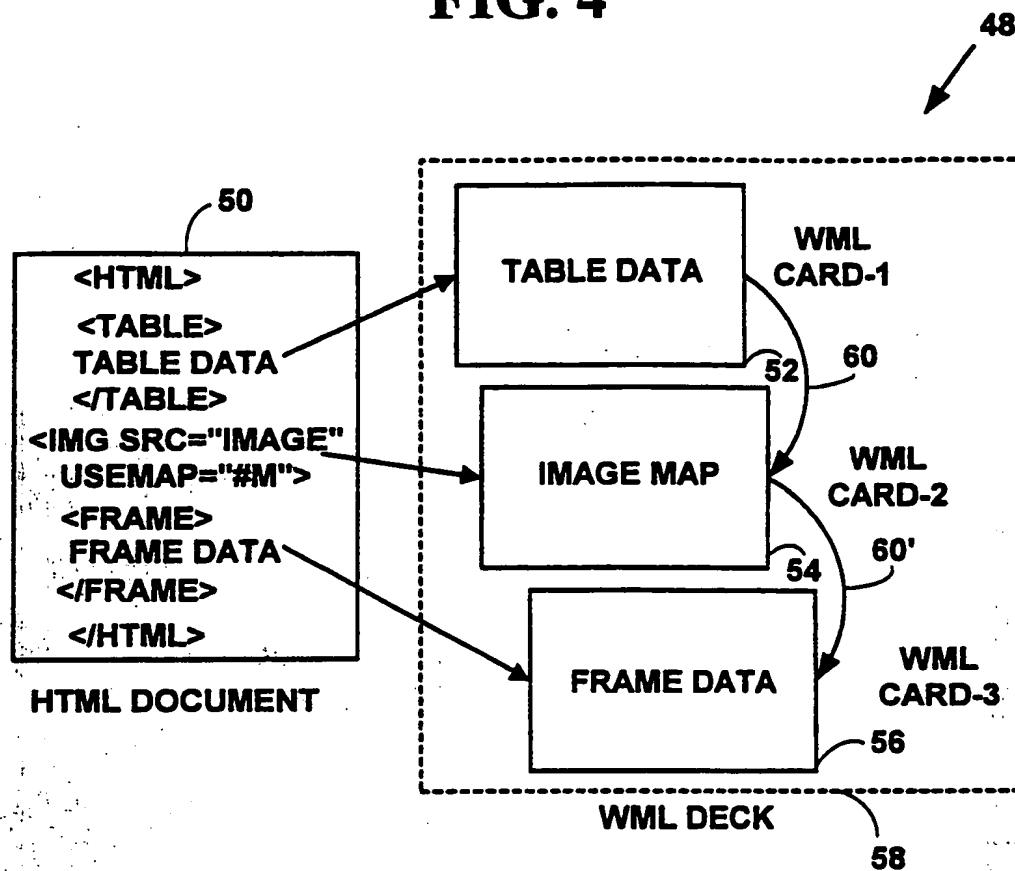 FIG. 4
48
50
<HTML>
<TABLE>
TABLE DATA
</TABLE>
<IMG SRC="IMAGE"
USEMAP="#M">
<FRAME>
FRAME DATA
</FRAME>
</HTML>
HTML DOCUMENT
TABLE DATA
WML
CARD-1
52
60
IMAGE MAP
WML
CARD-2
54
60'
FRAME DATA
WML
CARD-3
56
WML DECK
58